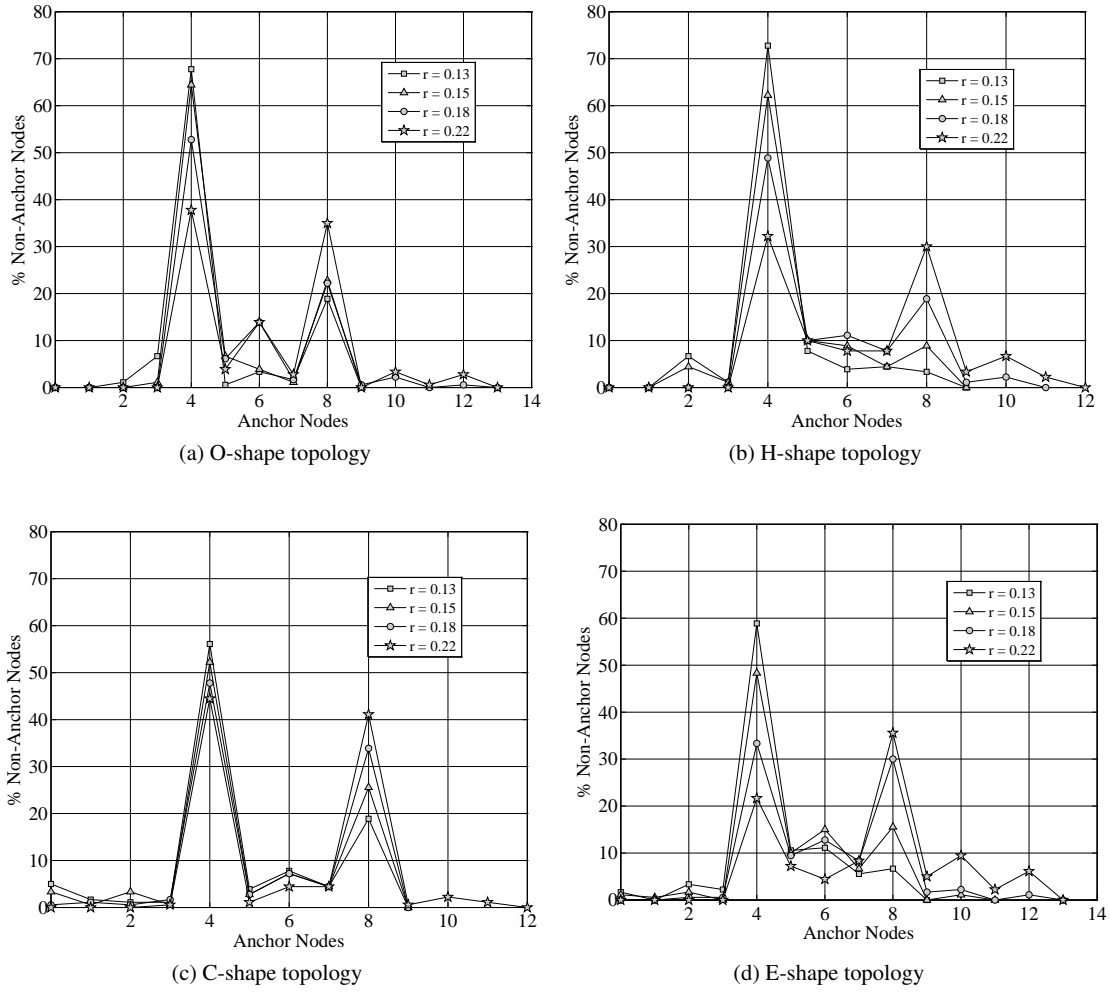 80
70
60
50
40
30
20
10
0
% Non-Anchor Nodes
r = 0.13
r = 0.15
r = 0.18
r = 0.22
2 4 6 8 10 12 14
Anchor Nodes
(a) O-shape topology
80
70
60
50
40
30
20
10
0
% Non-Anchor Nodes
r = 0.13
r = 0.15
r = 0.18
r = 0.22
2 4 6 8 10 12
Anchor Nodes
(b) H-shape topology
80
70
60
50
40
30
20
10
0
% Non-Anchor Nodes
r = 0.13
r = 0.15
r = 0.18
r = 0.22
2 4 6 8 10 12
Anchor Nodes
(c) C-shape topology
80
70
60
50
40
30
20
10
0
% Non-Anchor Nodes
r = 0.13
r = 0.15
r = 0.18
r = 0.22
2 4 6 8 10 12 14
Anchor Nodes
(d) E-shape topology